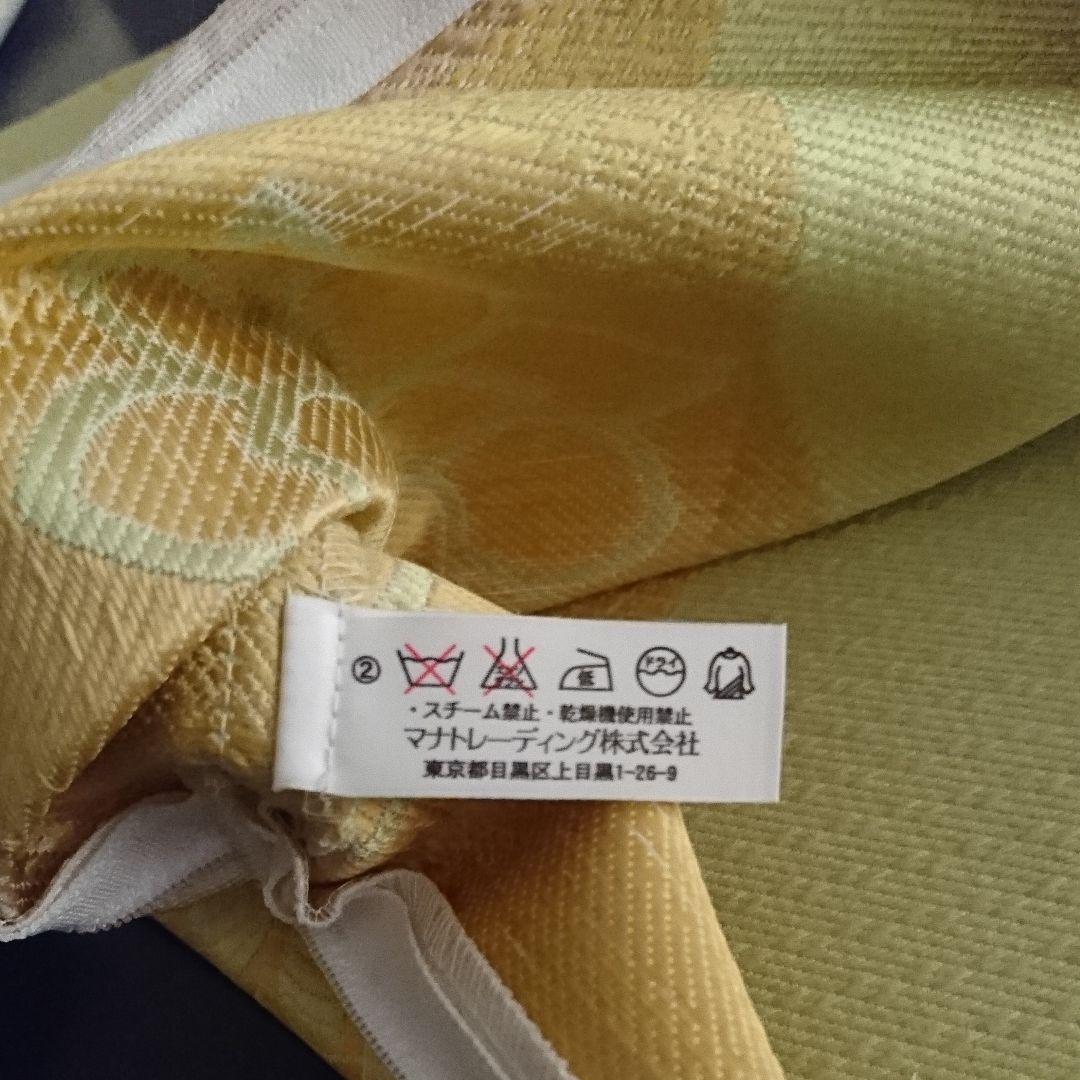 ② 低 ドライ
・スチーム禁止・乾燥機使用禁止
マナトレーディング株式会社
東京都目黒区上目黒1-26-9